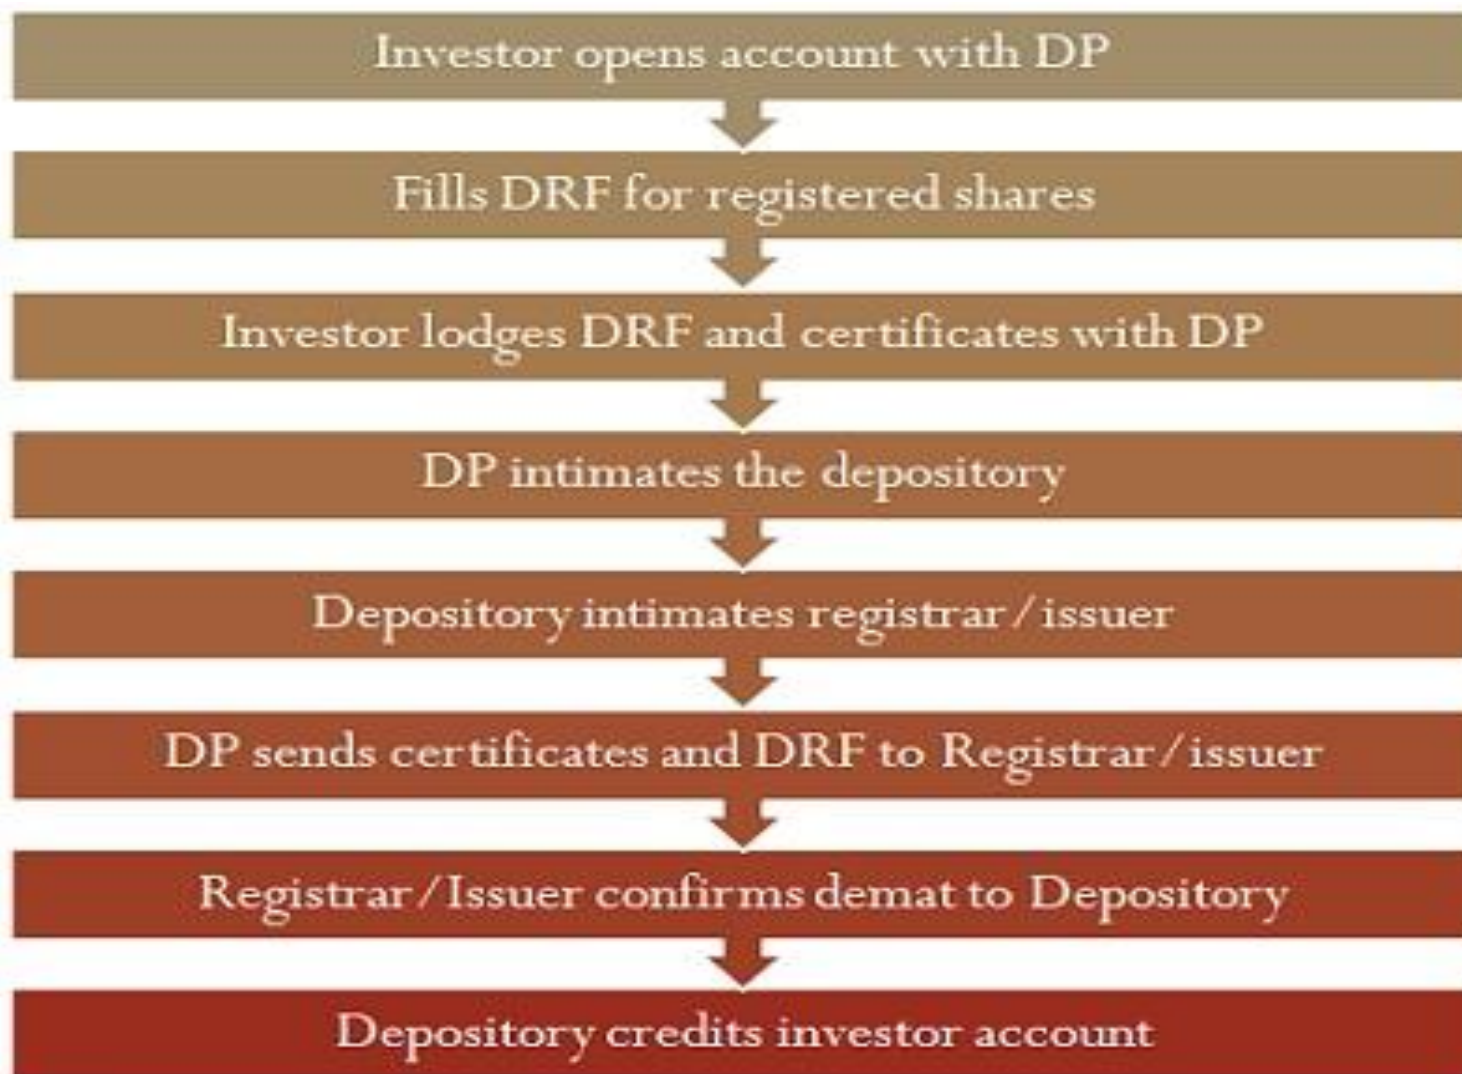 Investor opens account with DP
Fills DRF for registered shares
Investor lodges DRF and certificates with DP
DP intimates the depository
Depository intimates registrar/issuer
DP sends certificates and DRF to Registrar/issuer
Registrar/Issuer confirms demat to Depository
Depository credits investor account